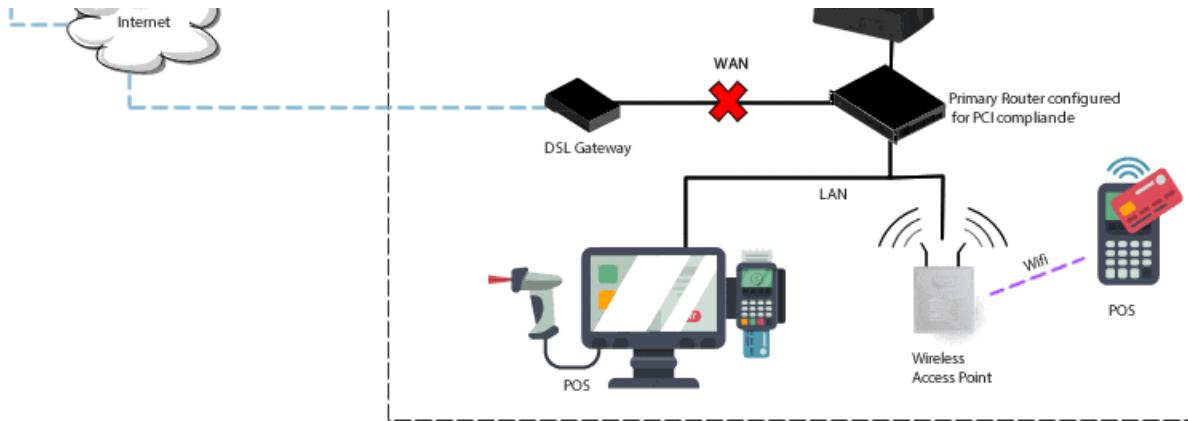 Internet
WAN
Primary Router configured
for PCI compliande
DSL Gateway
LAN
Wifi
POS
POS
Wireless
Access Point